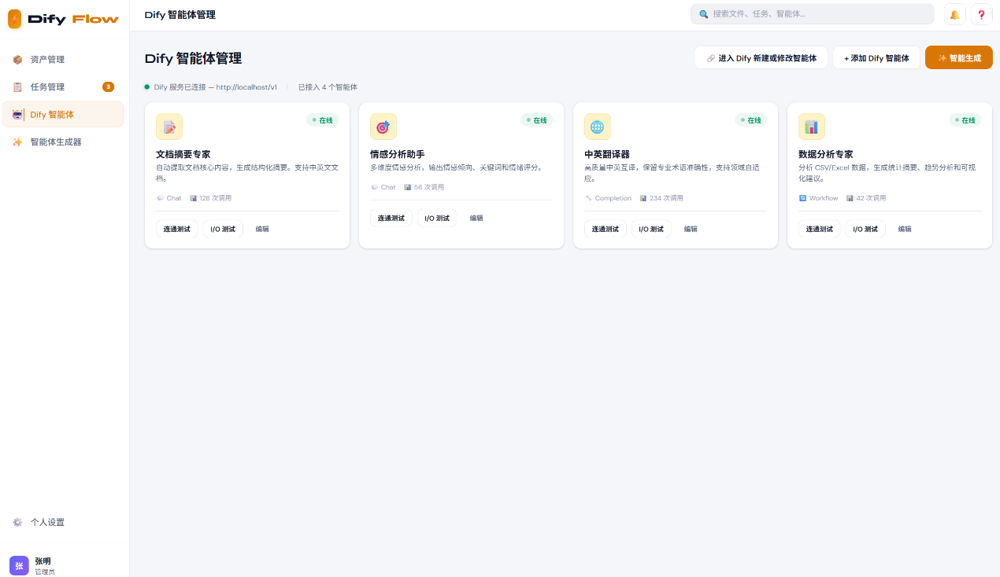 Dify Flow
资产管理
任务管理
3
Dify 智能体
智能体生成器
个人设置
张
张明
管理员
Dify 智能体管理
搜索文件、任务、智能体...
Dify 智能体管理
进入 Dify 新建或修改智能体
+ 添加 Dify 智能体
智能生成
Dify 服务已连接 — http://localhost/v1 | 已接入 4 个智能体
在线
文档摘要专家
自动提取文档核心内容，生成结构化摘要。支持中英文文
档。
Chat
128 次调用
连通测试
I/O 测试
编辑
在线
情感分析助手
多维度情感分析，输出情感倾向、关键词和情绪评分。
Chat
56 次调用
连通测试
I/O 测试
编辑
在线
中英翻译器
高质量中英互译，保留专业术语准确性，支持领域自适
应。
Completion
234 次调用
连通测试
I/O 测试
编辑
在线
数据分析专家
分析 CSV/Excel 数据，生成统计摘要、趋势分析和可视
化建议。
Workflow
42 次调用
连通测试
I/O 测试
编辑